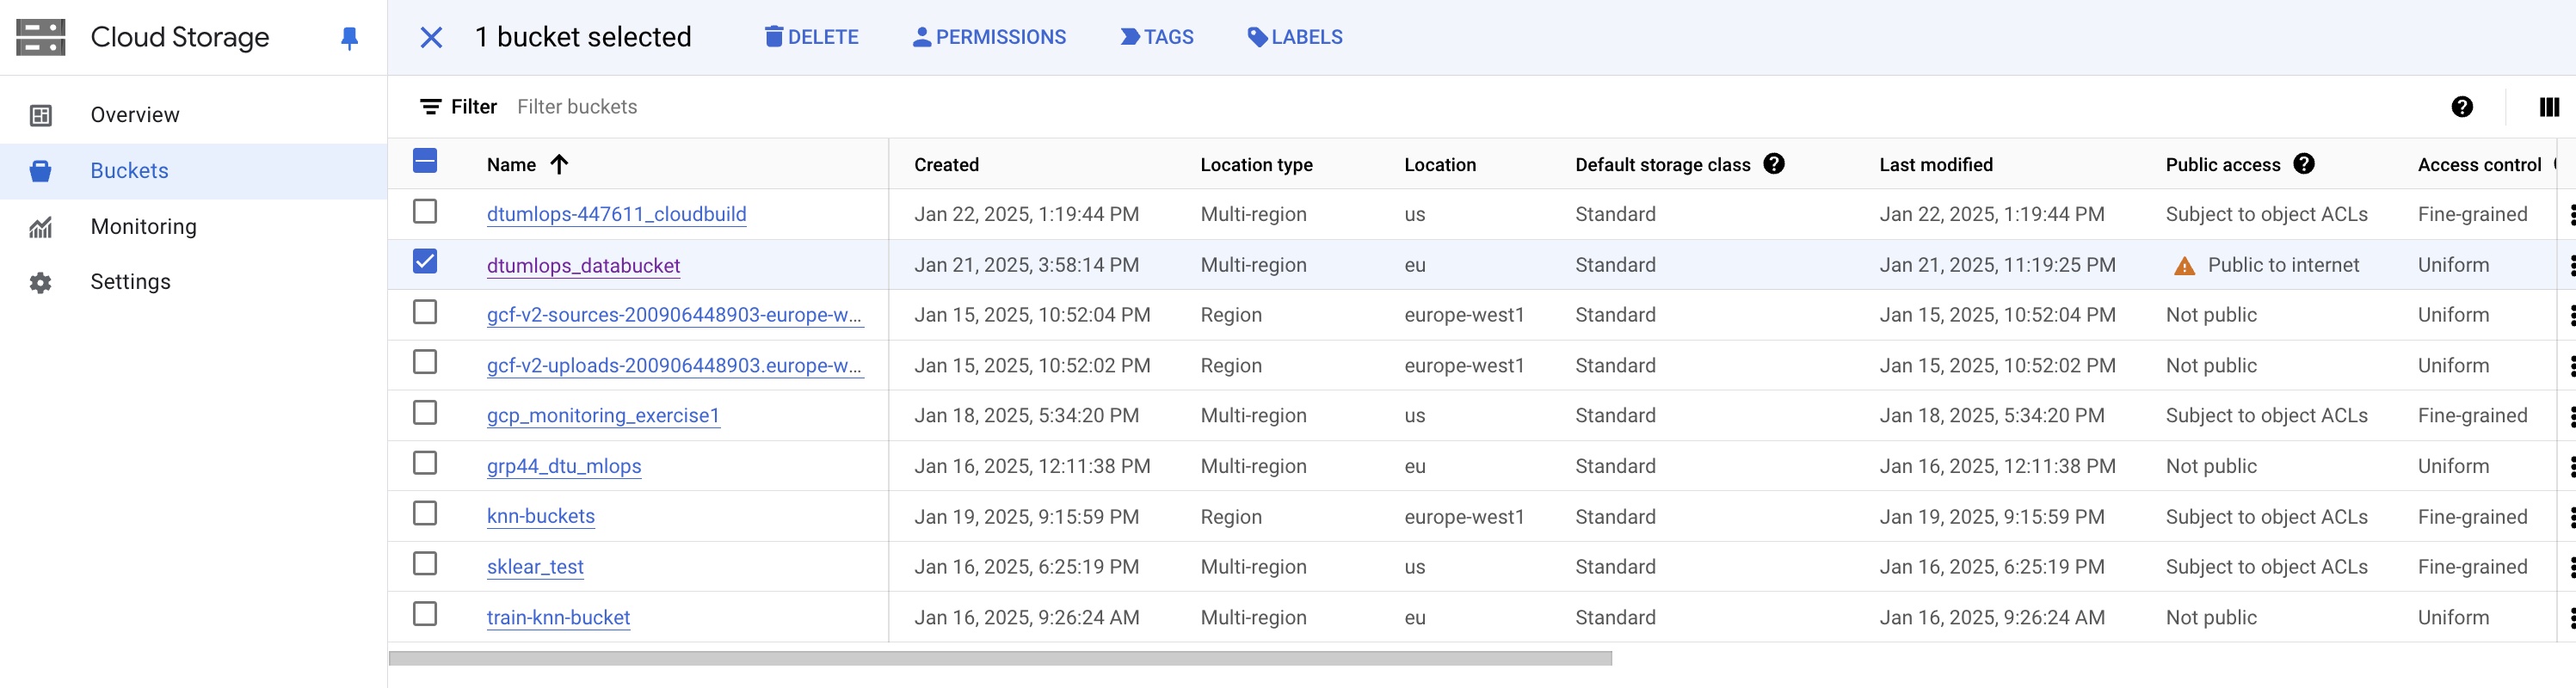 Cloud Storage
1 bucket selected DELETE PERMISSIONS TAGS LABELS
Overview
Buckets
Monitoring
Settings
Filter Filter buckets
Name Created Location type Location Default storage class Last modified Public access Access control
dtumlops-447611_cloudbuild Jan 22, 2025, 1:19:44 PM Multi-region us Standard Jan 22, 2025, 1:19:44 PM Subject to object ACLs Fine-grained
dtumlops_databucket Jan 21, 2025, 3:58:14 PM Multi-region eu Standard Jan 21, 2025, 11:19:25 PM Public to internet Uniform
gcf-v2-sources-200906448903-europe-w... Jan 15, 2025, 10:52:04 PM Region europe-west1 Standard Jan 15, 2025, 10:52:04 PM Not public Uniform
gcf-v2-uploads-200906448903.europe-w... Jan 15, 2025, 10:52:02 PM Region europe-west1 Standard Jan 15, 2025, 10:52:02 PM Not public Uniform
gcp_monitoring_exercise1 Jan 18, 2025, 5:34:20 PM Multi-region us Standard Jan 18, 2025, 5:34:20 PM Subject to object ACLs Fine-grained
grp44_dtu_mlops Jan 16, 2025, 12:11:38 PM Multi-region eu Standard Jan 16, 2025, 12:11:38 PM Not public Uniform
knn-buckets Jan 19, 2025, 9:15:59 PM Region europe-west1 Standard Jan 19, 2025, 9:15:59 PM Subject to object ACLs Fine-grained
sklear_test Jan 16, 2025, 6:25:19 PM Multi-region us Standard Jan 16, 2025, 6:25:19 PM Subject to object ACLs Fine-grained
train-knn-bucket Jan 16, 2025, 9:26:24 AM Multi-region eu Standard Jan 16, 2025, 9:26:24 AM Not public Uniform